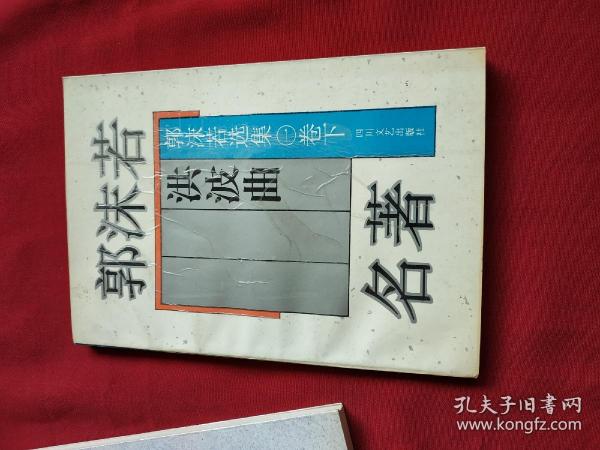 郭沫若
名著
郭沫若选集㊀卷下
四川文艺出版社
洪波曲
孔夫子旧书网
www.kongfz.com